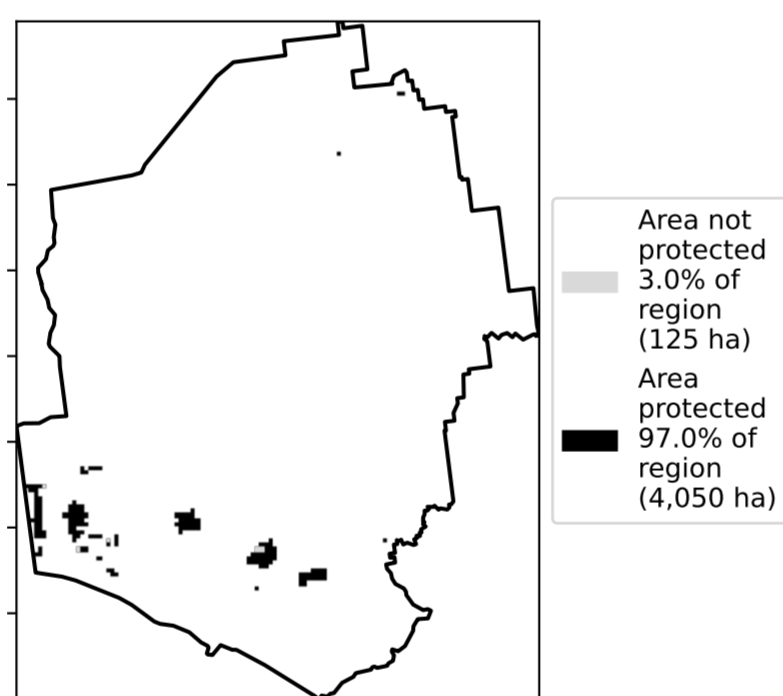 Area not
protected
3.0% of
region
(125 ha)
Area
protected
97.0% of
region
(4,050 ha)